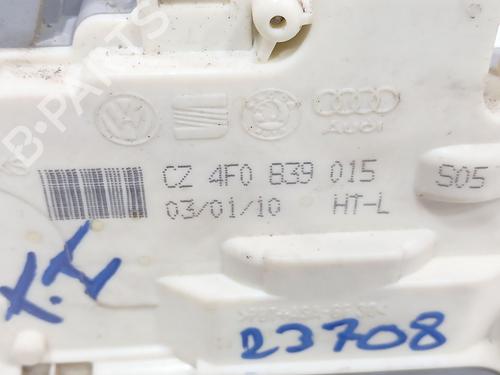 B-PARTS
AUDI
CZ 4F0 839 015
S05
03/01/10
HT-L
X.I
23708